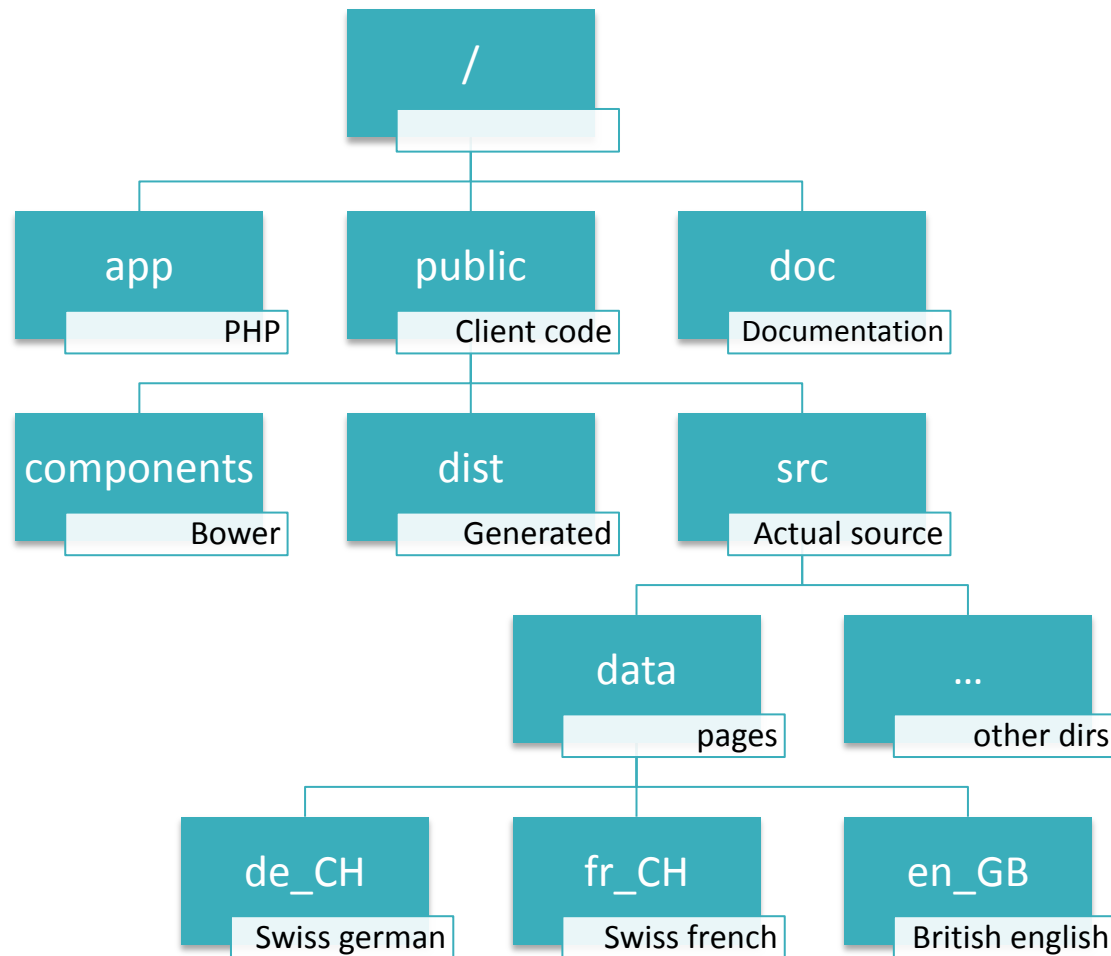 /
app
PHP
public
Client code
doc
Documentation
components
Bower
dist
Generated
src
Actual source
data
pages
...
other dirs
de_CH
Swiss german
fr_CH
Swiss french
en_GB
British english